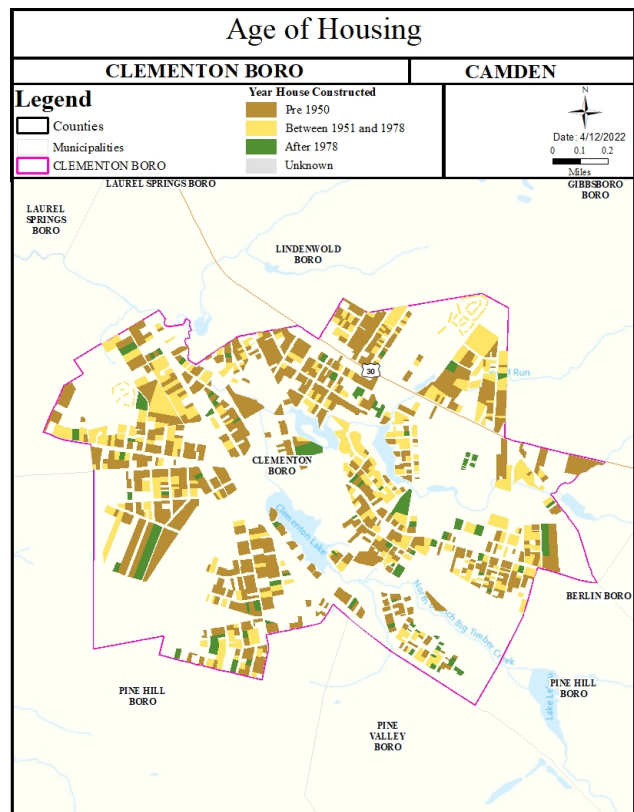 Age of Housing
CLEMENTON BORO
CAMDEN
Legend
Counties
Municipalities
CLEMENTON BORO
Year House Constructed
Pre 1950
Between 1951 and 1978
After 1978
Unknown
N
Date: 4/12/2022
0 0.1 0.2
Miles
LAUREL SPRINGS BORO
GIBBSBORO
BORO
LAUREL
SPRINGS
BORO
LINDENWOLD
BORO
30
Run
CLEMENTON
BORO
Clementon Lake
BERLIN BORO
North Branch Big Timber Creek
PINE HILL
BORO
PINE HILL
BORO
PINE
VALLEY
BORO